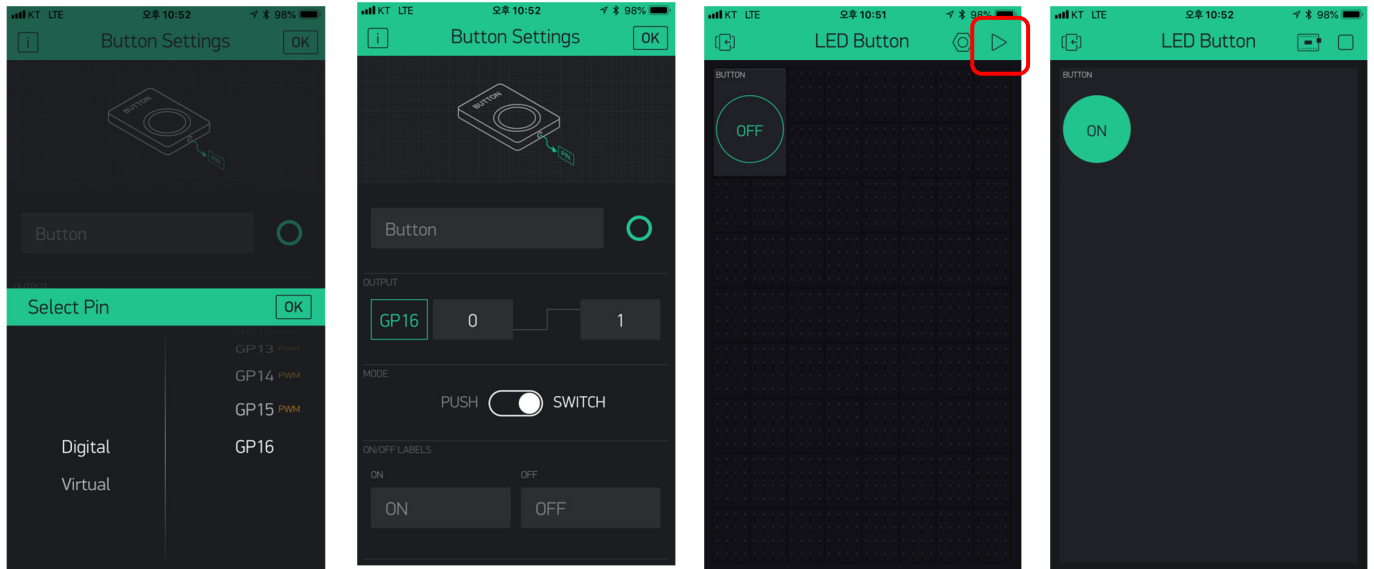 KT LTE
오후 10:52
98%
i
Button Settings
OK
BUTTON
PIN
Button
OUTPUT
Select Pin
OK
GP13 PWM
GP14 PWM
GP15 PWM
Digital
GP16
Virtual
KT LTE
오후 10:52
98%
i
Button Settings
OK
BUTTON
PIN
Button
OUTPUT
GP16
0
1
MODE
PUSH
SWITCH
ON/OFF LABELS
ON
OFF
ON
OFF
KT LTE
오후 10:51
98%
LED Button
BUTTON
OFF
KT LTE
오후 10:52
98%
LED Button
BUTTON
ON